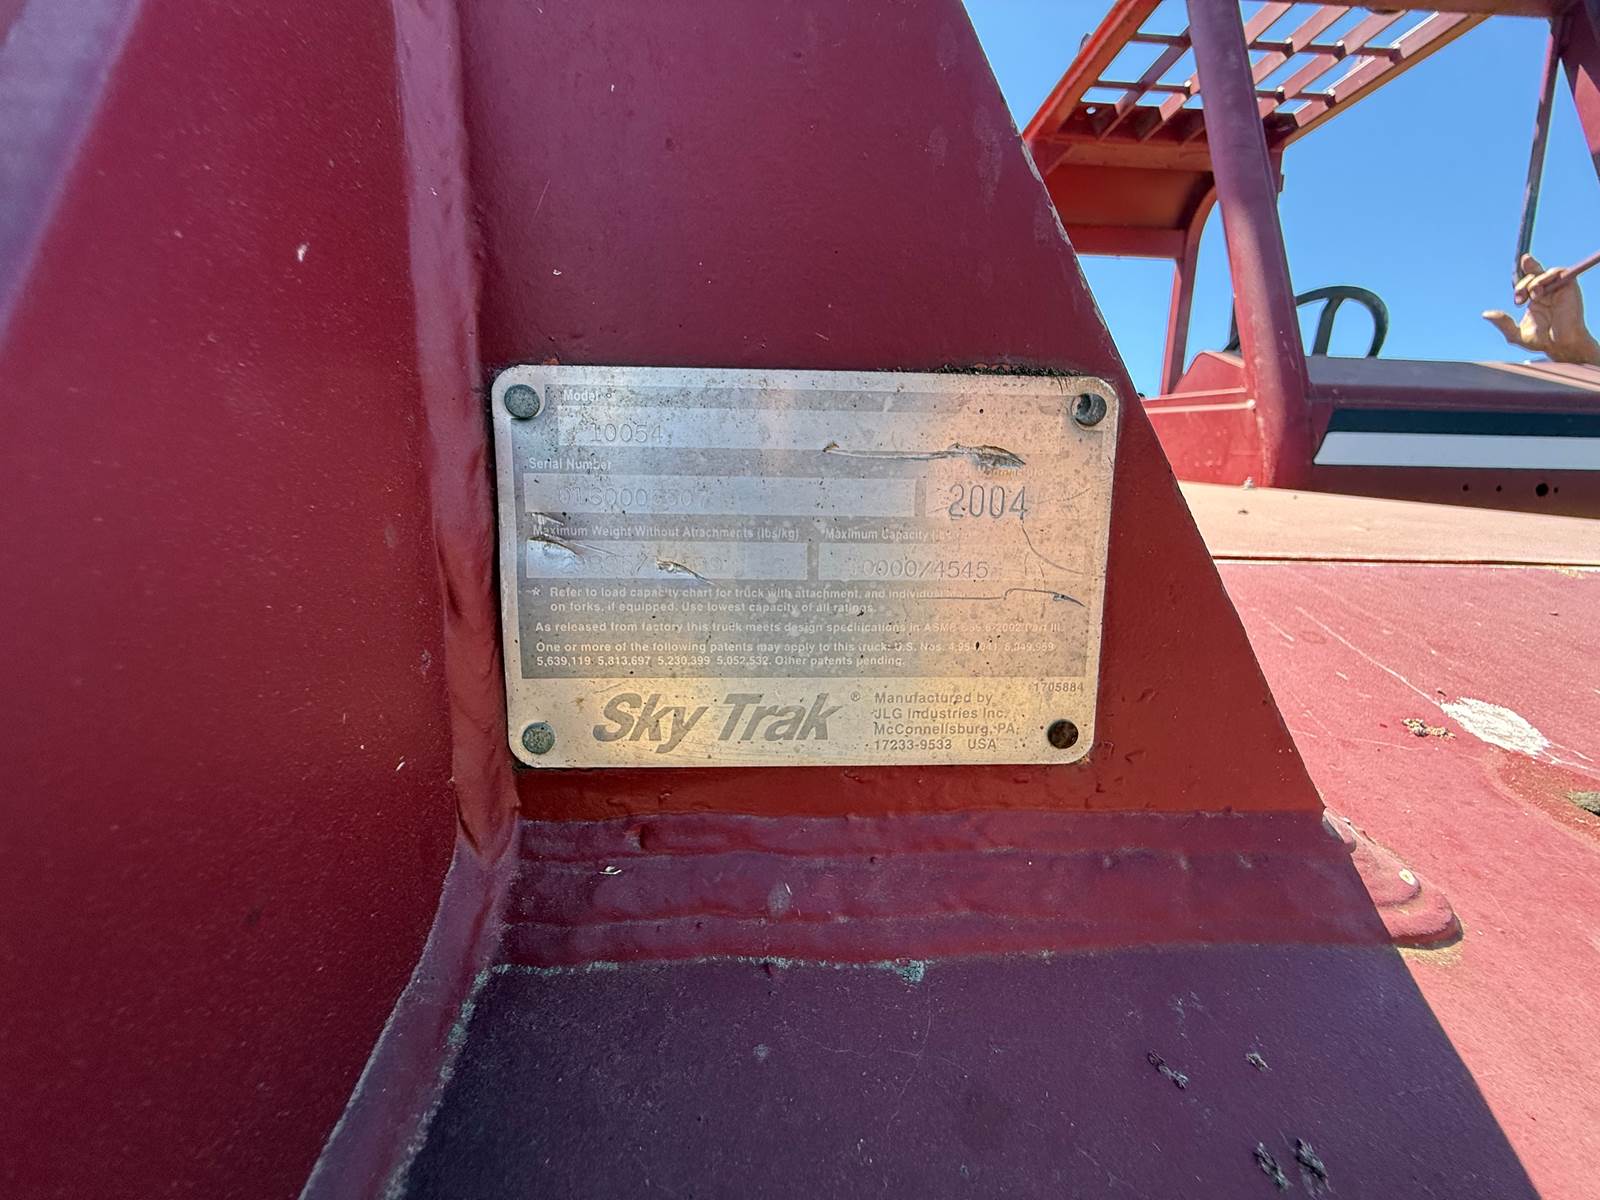 Model
10054
Serial Number
2004
Maximum Weight Without Attachments (lbs/kg)
*Maximum Capacity
0000/4545
* Refer to load capacity chart for truck with attachment, and individual
on forks, if equipped. Use lowest capacity of all ratings.
As released from factory this truck meets design specifications in ASME Part III
One or more of the following patents may apply to this truck: U.S. Nos.
5,639,119 5,813,697 5,230,399 5,052,532. Other patents pending.
1705884
Sky Trak ®
Manufactured by
JLG Industries Inc.
McConnellsburg, PA.
17233-9533 USA